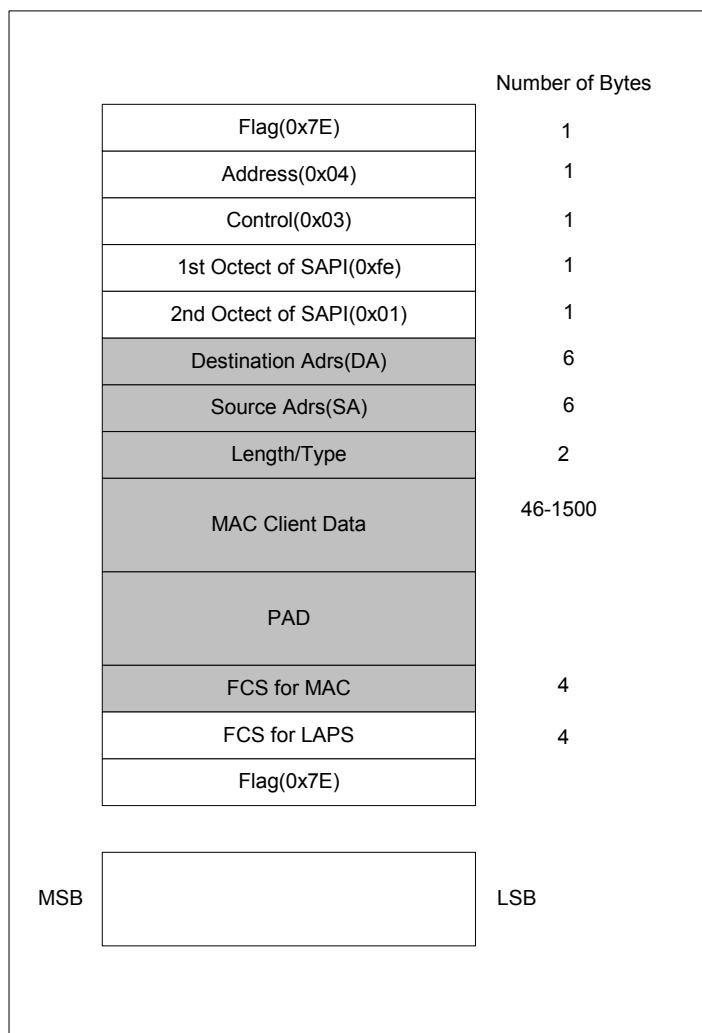 Number of Bytes
Flag(0x7E) 1
Address(0x04) 1
Control(0x03) 1
1st Octect of SAPI(0xfe) 1
2nd Octect of SAPI(0x01) 1
Destination Adrs(DA) 6
Source Adrs(SA) 6
Length/Type 2
MAC Client Data 46-1500
PAD
FCS for MAC 4
FCS for LAPS 4
Flag(0x7E)
MSB LSB